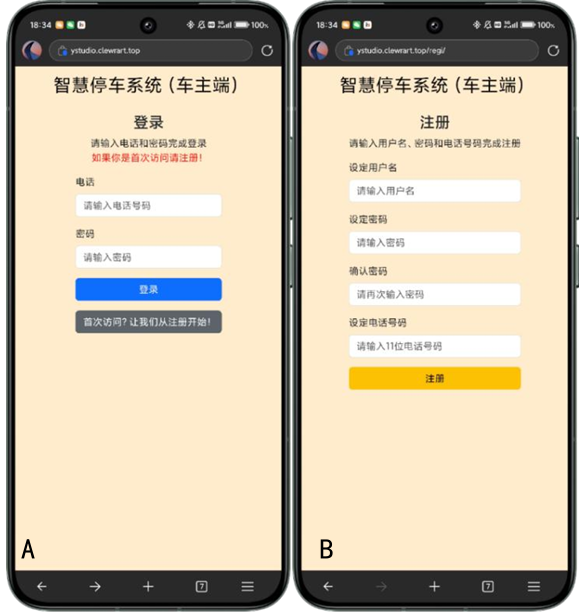 18:34
100%
ystudio.clewrart.top
智慧停车系统(车主端)
登录
请输入电话和密码完成登录
如果你是首次访问请注册!
电话
请输入电话号码
密码
请输入密码
登录
首次访问?让我们从注册开始!
A
7
18:34
100%
ystudio.clewrart.top/regi/
智慧停车系统(车主端)
注册
请输入用户名、密码和电话号码完成注册
设定用户名
请输入用户名
设定密码
请输入密码
确认密码
请再次输入密码
设定电话号码
请输入11位电话号码
注册
B
7